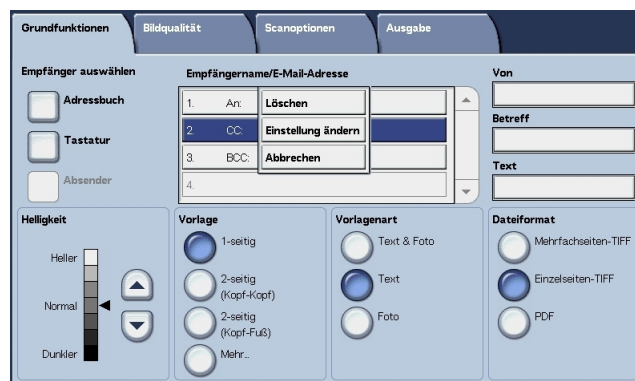 Grundfunktionen
Bildqualität
Scanoptionen
Ausgabe
Empfänger auswählen
Adressbuch
Tastatur
Absender
Empfängername/E-Mail-Adresse
1. An: Löschen
2. CC: Einstellung ändern
3. BCC: Abbrechen
4.
Von
Betreff
Text
Helligkeit
Heller
Normal
Dunkler
Vorlage
1-seitig
2-seitig
(Kopf-Kopf)
2-seitig
(Kopf-Fuß)
Mehr...
Vorlagenart
Text & Foto
Text
Foto
Dateiformat
Mehrfachseiten-TIFF
Einzelseiten-TIFF
PDF